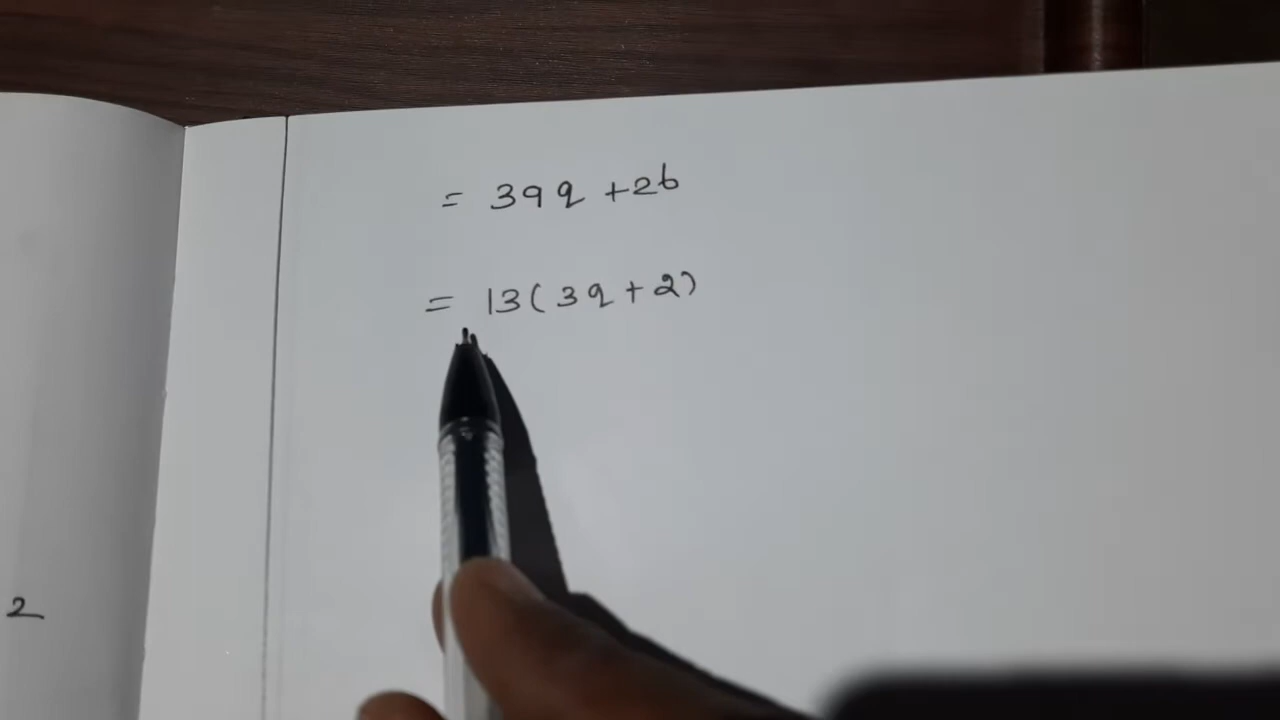 = 39q +26
= 13(3q+2)
2